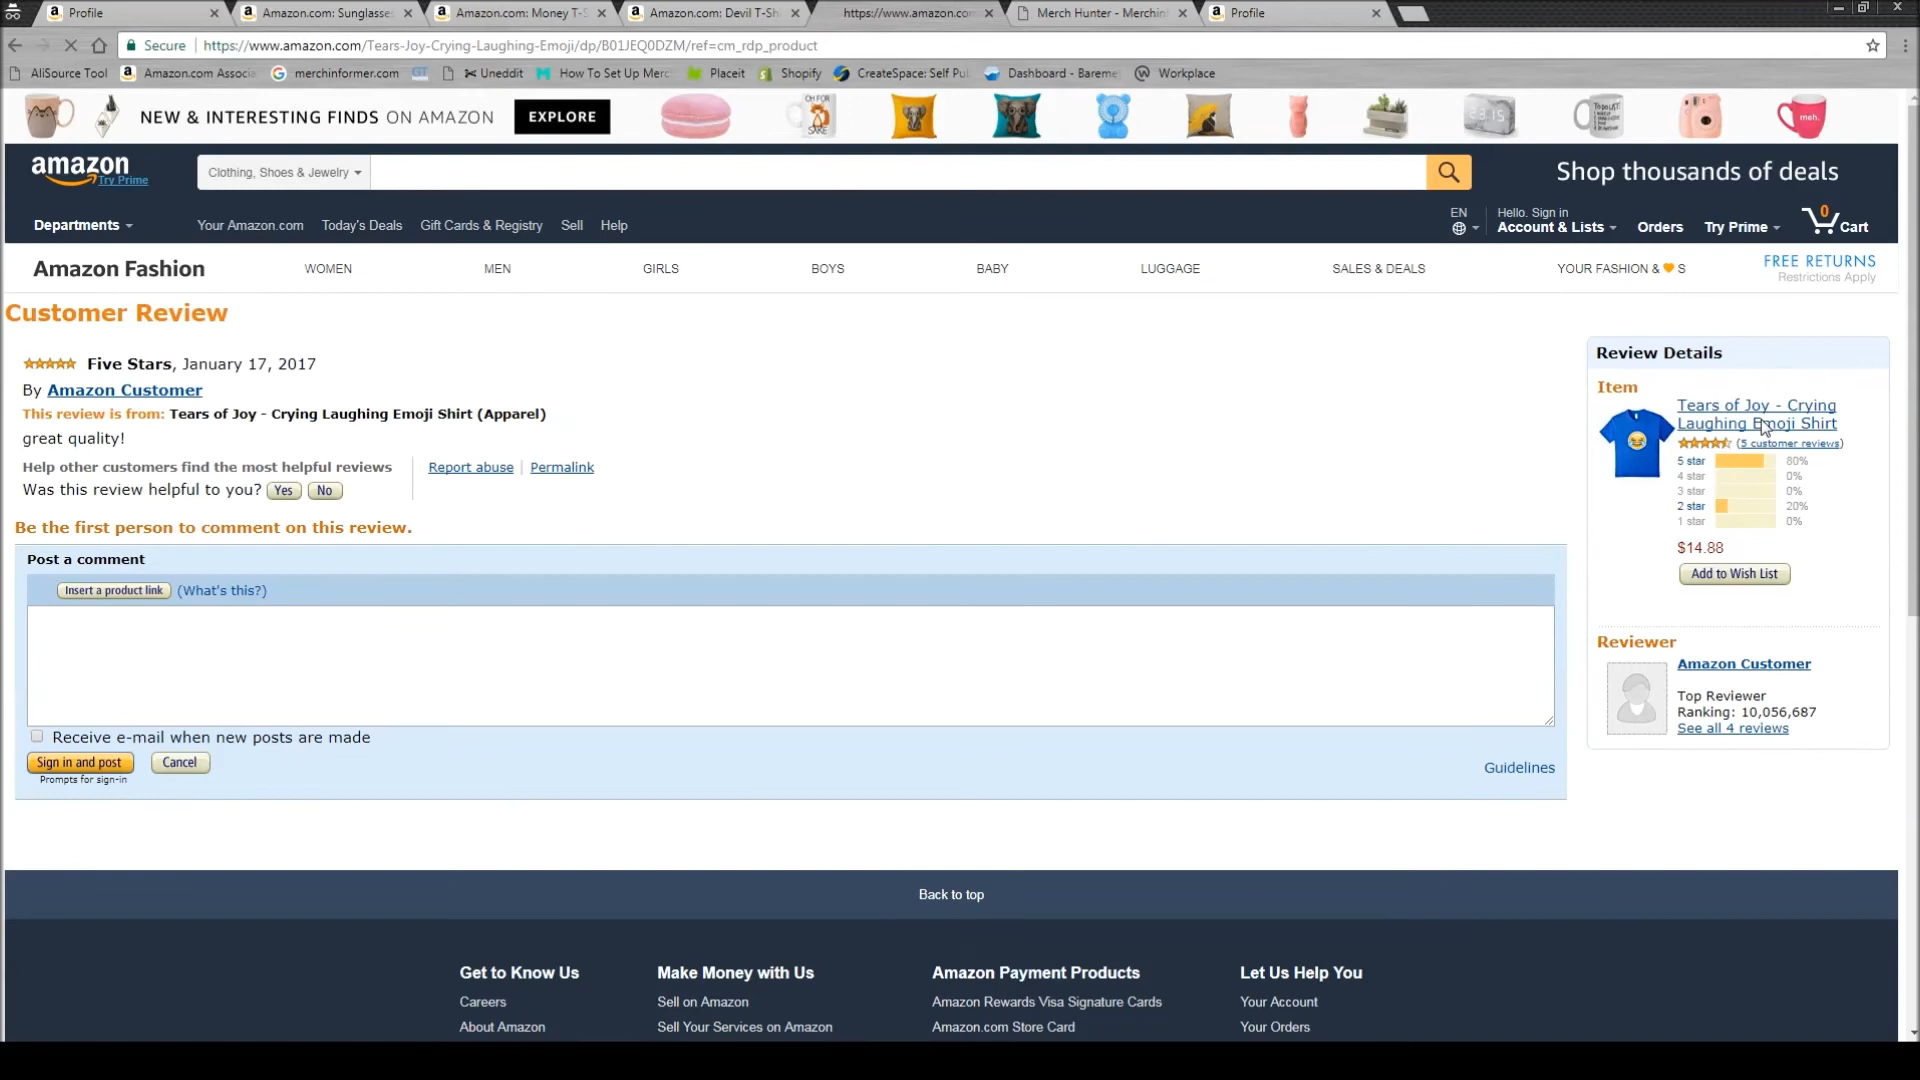 Profile
Amazon.com: Sunglasses
Amazon.com: Money T-S
Amazon.com: Devil T-Sh
https://www.amazon.co
Merch Hunter - Merchin
Profile
Secure https://www.amazon.com/Tears-Joy-Crying-Laughing-Emoji/dp/B01JEQ0DZM/ref=cm_rdp_product
AliSource Tool Amazon.com Associa merchinformer.com Uneddit How To Set Up Merc Placeit Shopify CreateSpace: Self Pu Dashboard - Bareme Workplace
NEW & INTERESTING FINDS ON AMAZON EXPLORE
OH FOR
SAKE
23:15
TO DO LIST
meh.
amazon
Try Prime
Clothing, Shoes & Jewelry
Shop thousands of deals
Departments
Your Amazon.com Today's Deals Gift Cards & Registry Sell Help
EN
Hello. Sign in
Account & Lists
Orders
Try Prime
0
Cart
Amazon Fashion
WOMEN MEN GIRLS BOYS BABY LUGGAGE SALES & DEALS YOUR FASHION & S
FREE RETURNS
Restrictions Apply
Customer Review
Five Stars, January 17, 2017
By Amazon Customer
This review is from: Tears of Joy - Crying Laughing Emoji Shirt (Apparel)
great quality!
Help other customers find the most helpful reviews
Was this review helpful to you? Yes No
Report abuse | Permalink
Be the first person to comment on this review.
Post a comment
Insert a product link (What's this?)
Receive e-mail when new posts are made
Sign in and post Cancel
Prompts for sign-in
Guidelines
Review Details
Item
Tears of Joy - Crying
Laughing Emoji Shirt
(5 customer reviews)
5 star 80%
4 star 0%
3 star 0%
2 star 20%
1 star 0%
$14.88
Add to Wish List
Reviewer
Amazon Customer
Top Reviewer
Ranking: 10,056,687
See all 4 reviews
Back to top
Get to Know Us
Careers
About Amazon
Make Money with Us
Sell on Amazon
Sell Your Services on Amazon
Amazon Payment Products
Amazon Rewards Visa Signature Cards
Amazon.com Store Card
Let Us Help You
Your Account
Your Orders